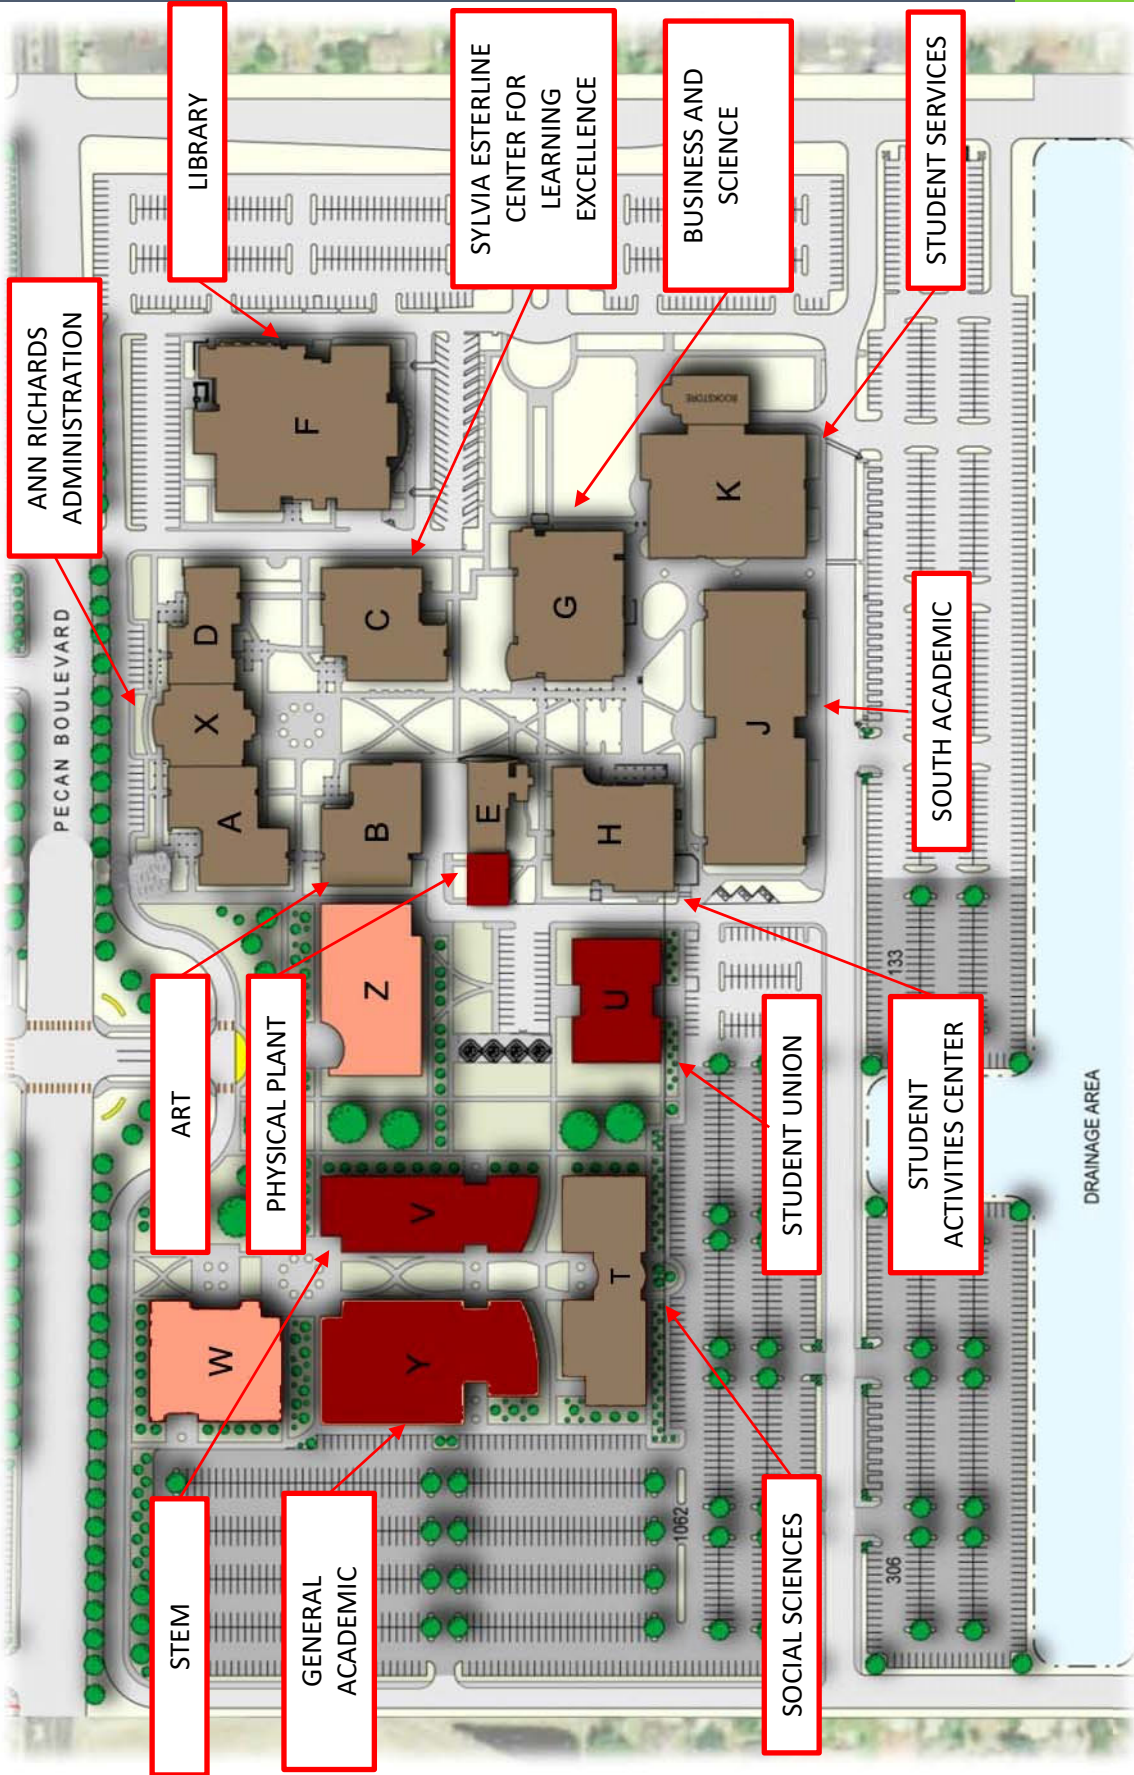 STEM
GENERAL
ACADEMIC
SOCIAL SCIENCES
ART
PHYSICAL PLANT
STUDENT UNION
STUDENT
ACTIVITIES CENTER
ANN RICHARDS
ADMINISTRATION
SOUTH ACADEMIC
LIBRARY
SYLVIA ESTERLINE
CENTER FOR
LEARNING
EXCELLENCE
BUSINESS AND
SCIENCE
STUDENT SERVICES
PECAN BOULEVARD
W
Y
V
T
Z
U
A
X
D
B
C
E
H
G
J
F
K
BOOKSTORE
1062
306
133
DRAINAGE AREA